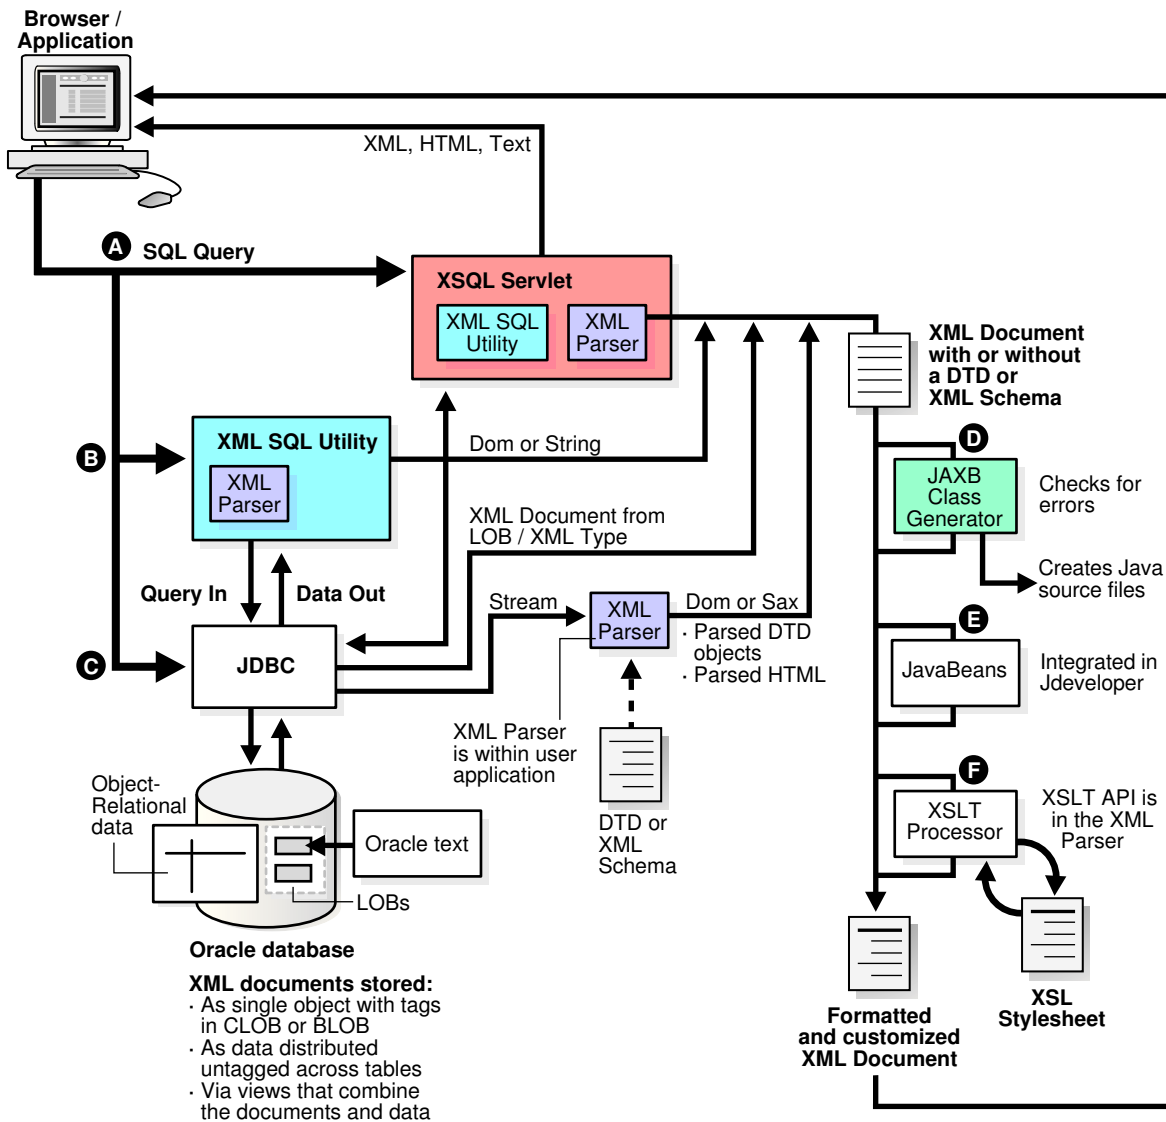 Browser /
Application
XML, HTML, Text
A
SQL Query
XSQL Servlet
XML SQL
Utility
XML
Parser
XML Document
with or without
a DTD or
XML Schema
B
XML SQL Utility
XML
Parser
Dom or String
D
JAXB
Class
Generator
Checks for
errors
XML Document from
LOB / XML Type
Creates Java
source files
Query In
Data Out
Stream
XML
Parser
Dom or Sax
· Parsed DTD
objects
· Parsed HTML
C
JDBC
E
JavaBeans
Integrated in
Jdeveloper
XML Parser
is within user
application
F
XSLT
Processor
XSLT API is
in the XML
Parser
Object-
Relational
data
Oracle text
LOBs
DTD or
XML
Schema
Oracle database
XML documents stored:
· As single object with tags
in CLOB or BLOB
· As data distributed
untagged across tables
· Via views that combine
the documents and data
Formatted
and customized
XML Document
XSL
Stylesheet